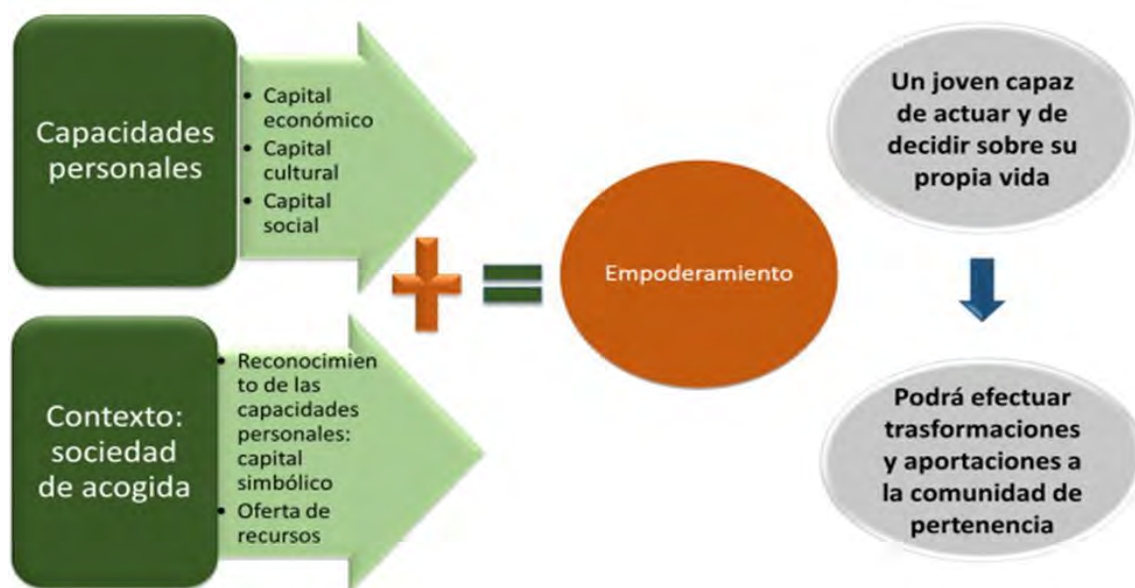 Capacidades
personales
• Capital
económico
• Capital
cultural
• Capital
social
Contexto:
sociedad
de acogida
• Reconocimien
to de las
capacidades
personales:
capital
simbólico
• Oferta de
recursos
+
=
Empoderamiento
Un joven capaz
de actuar y de
decidir sobre su
propia vida
Podrá efectuar
trasformaciones
y aportaciones a
la comunidad de
pertenencia